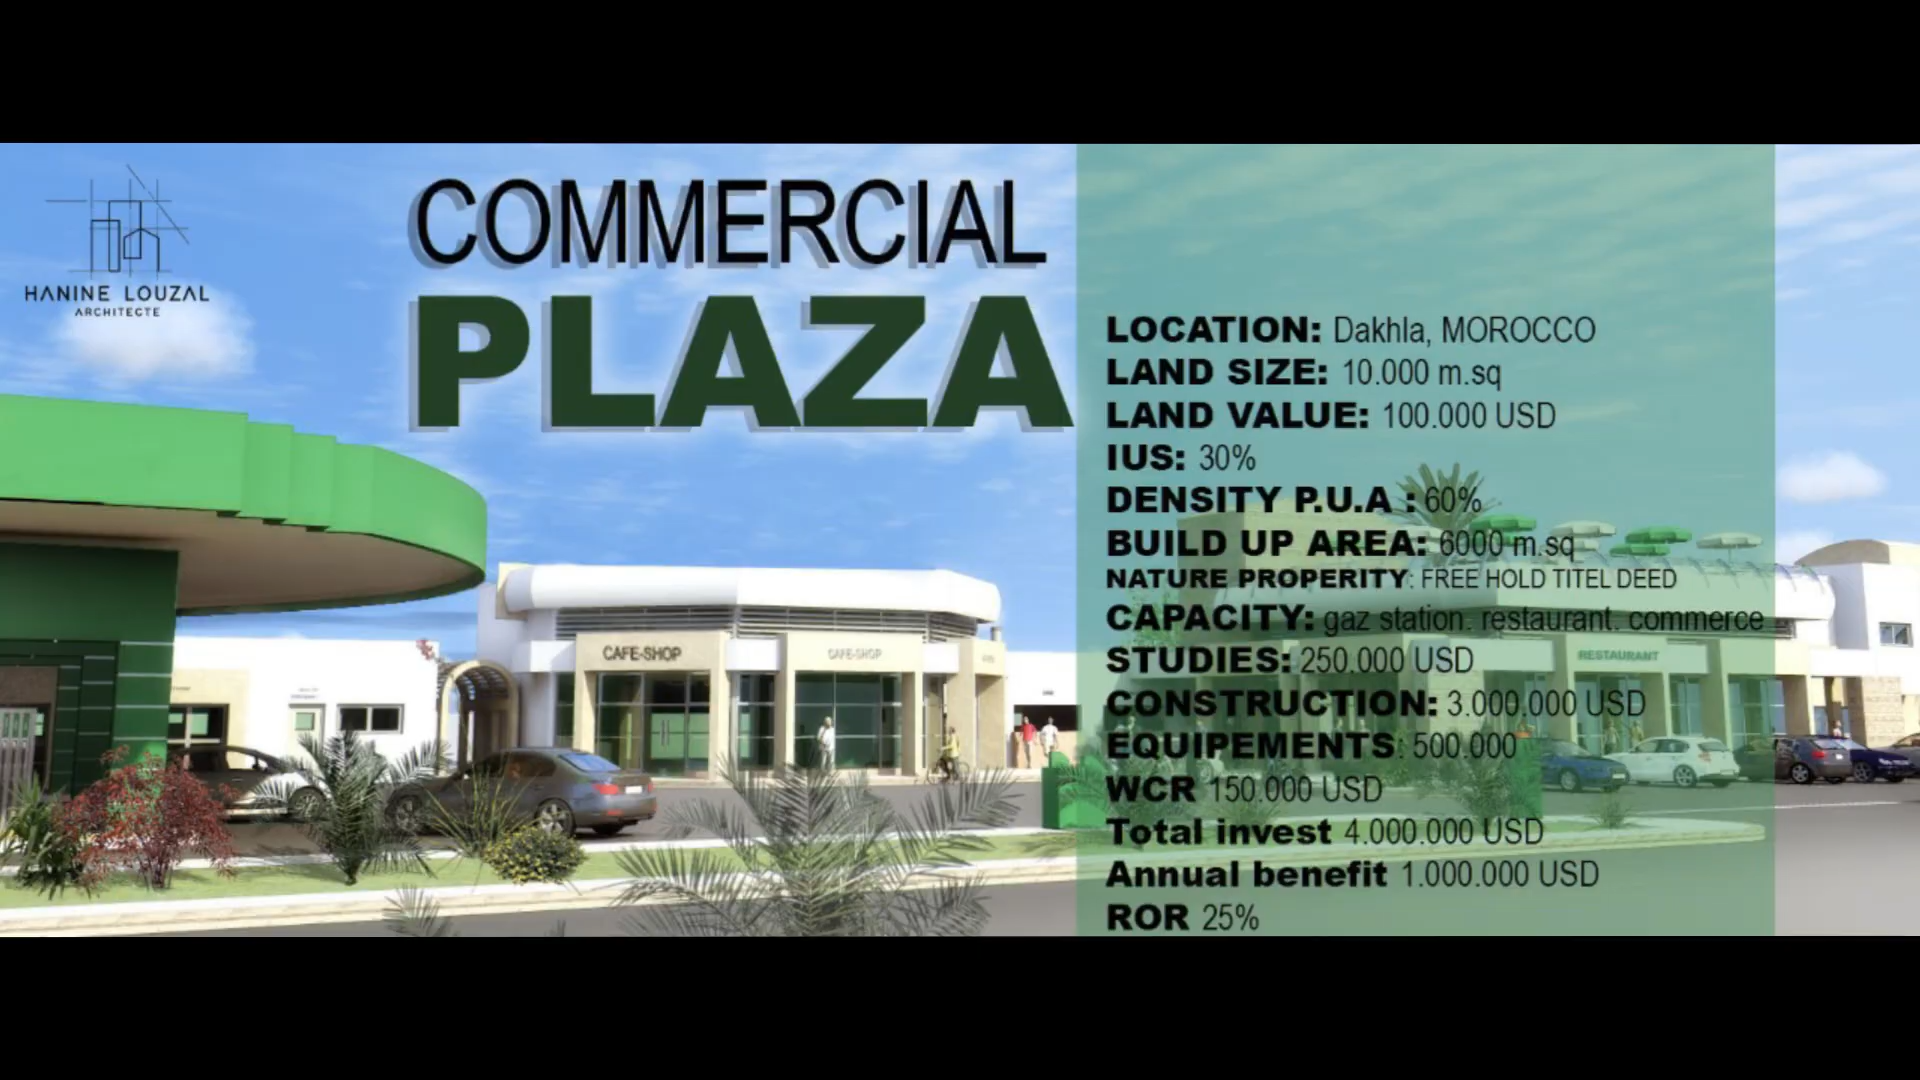 HANINE LOUZAL
ARCHITECTE
COMMERCIAL
PLAZA
LOCATION: Dakhla, MOROCCO
LAND SIZE: 10.000 m.sq
LAND VALUE: 100.000 USD
IUS: 30%
DENSITY P.U.A : 60%
BUILD UP AREA: 6000 m.sq
NATURE PROPERITY: FREE HOLD TITEL DEED
CAPACITY: gaz station. restaurant. commerce
STUDIES: 250.000 USD
CONSTRUCTION: 3.000.000 USD
EQUIPEMENTS: 500.000
WCR 150.000 USD
Total invest 4.000.000 USD
Annual benefit 1.000.000 USD
ROR 25%
CAFE-SHOP
CAFE-SHOP
RESTAURANT